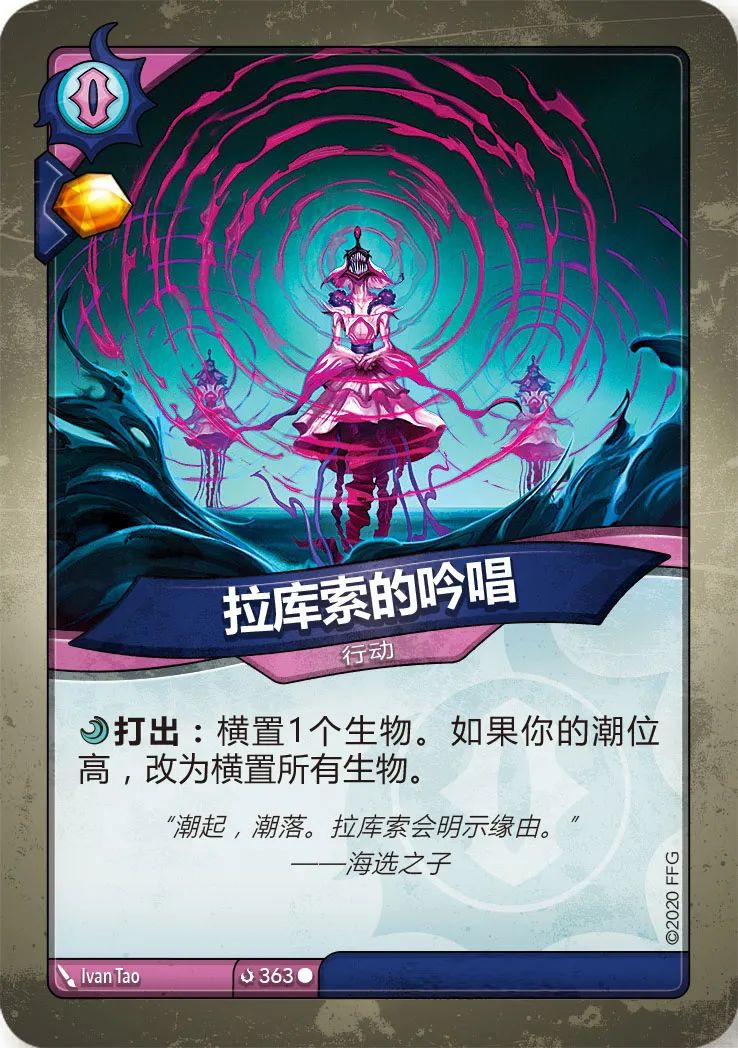 拉库索的吟唱
行动
打出：横置1个生物。如果你的潮位
高，改为横置所有生物。
“潮起，潮落。拉库索会明示缘由。”
——海选之子
©2020 FFG
Ivan Tao
363